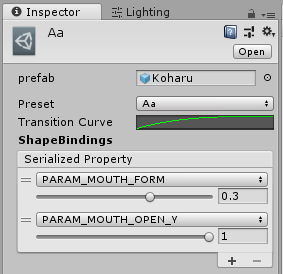 Inspector Lighting
Aa
Open
prefab Koharu
Preset Aa
Transition Curve
ShapeBindings
Serialized Property
PARAM_MOUTH_FORM
0.3
PARAM_MOUTH_OPEN_Y
1
+ −